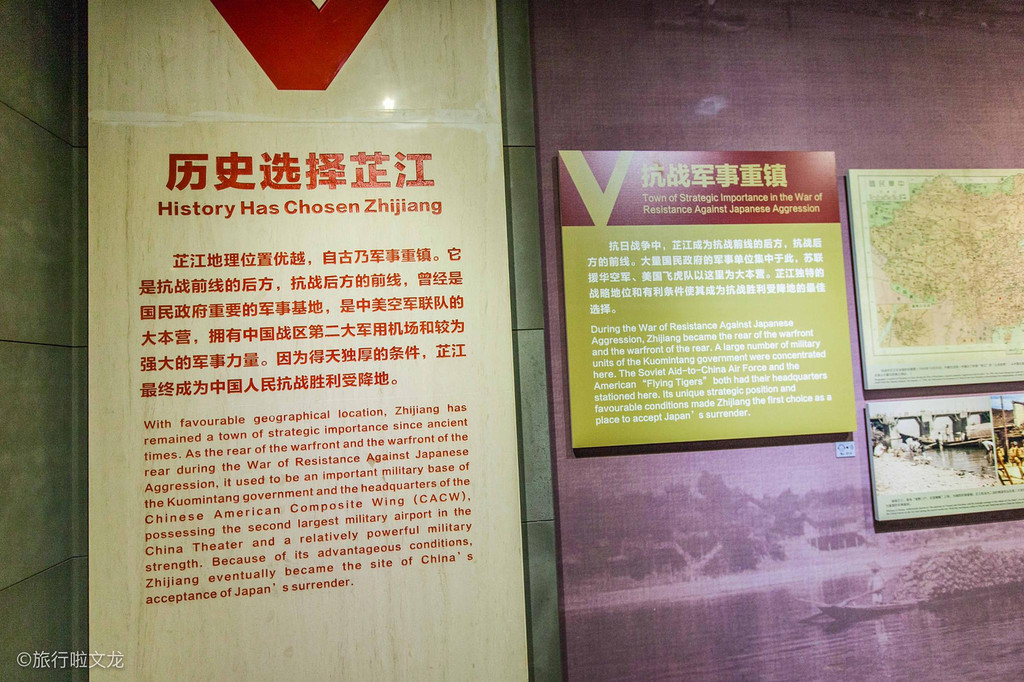 历史选择芷江
History Has Chosen Zhijiang
芷江地理位置优越，自古乃军事重镇。它
是抗战前线的后方，抗战后方的前线，曾经是
国民政府重要的军事基地，是中美空军联队的
大本营，拥有中国战区第二大军用机场和较为
强大的军事力量。因为得天独厚的条件，芷江
最终成为中国人民抗战胜利受降地。
With favourable geographical location, Zhijiang has
remained a town of strategic importance since ancient
times. As the rear of the warfront and the warfront of the
rear during the War of Resistance Against Japanese
Aggression, it used to be an important military base of
the Kuomintang government and the headquarters of the
Chinese American Composite Wing (CACW),
possessing the second largest military airport in the
China Theater and a relatively powerful military
strength. Because of its advantageous conditions,
Zhijiang eventually became the site of China's
acceptance of Japan's surrender.
抗战军事重镇
Town of Strategic Importance in the War of
Resistance Against Japanese Aggression
抗日战争中，芷江成为抗战前线的后方，抗战后
方的前线。大量国民政府的军事单位集中于此，苏联
援华空军、美国飞虎队以这里为大本营。芷江独特的
战略地位和有利条件使其成为抗战胜利受降地的最佳
选择。
During the War of Resistance Against Japanese
Aggression, Zhijiang became the rear of the warfront
and the warfront of the rear. A large number of military
units of the Kuomintang government were concentrated
here. The Soviet Aid-to-China Air Force and the
American "Flying Tigers" both had their headquarters
stationed here. Its unique strategic position and
favourable conditions made Zhijiang the first choice as a
place to accept Japan's surrender.
©旅行啦文龙